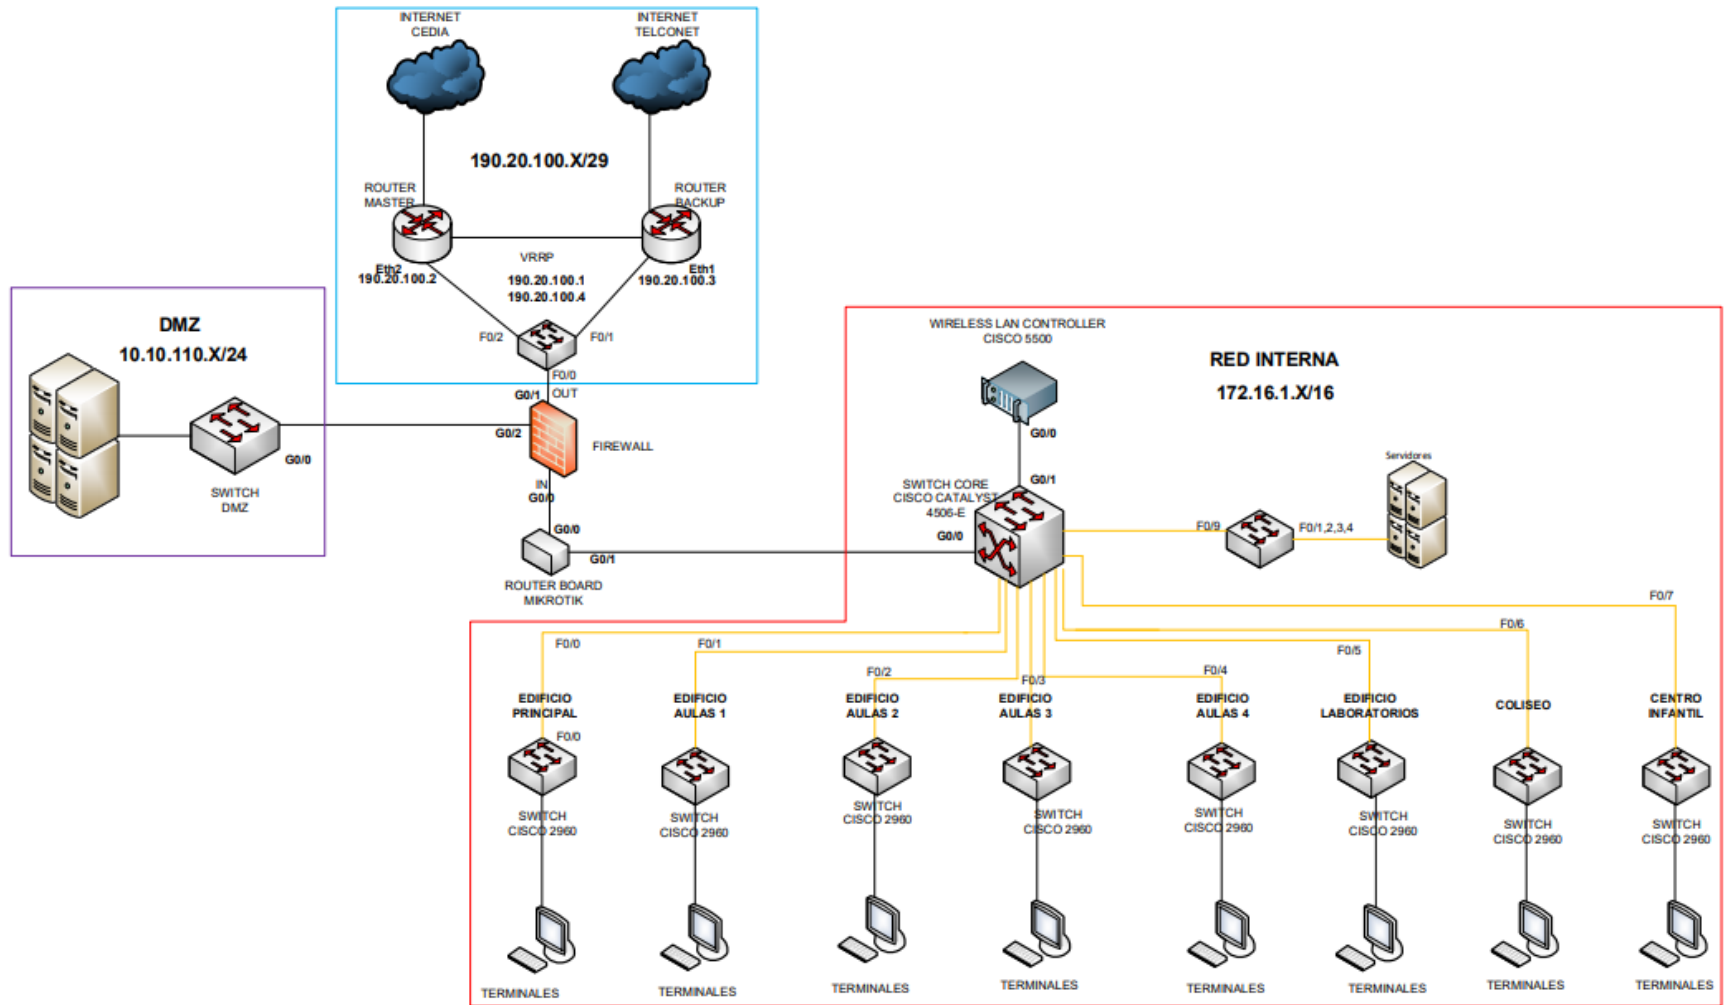 INTERNET
CEDIA
INTERNET
TELCONET
190.20.100.X/29
ROUTER
MASTER
ROUTER
BACKUP
VRRP
Eth2
190.20.100.2
190.20.100.1
190.20.100.4
Eth1
190.20.100.3
F0/2
F0/1
F0/0
DMZ
10.10.110.X/24
G0/0
SWITCH
DMZ
G0/1
OUT
G0/2
FIREWALL
IN
G0/0
G0/0
G0/1
ROUTER BOARD
MIKROTIK
WIRELESS LAN CONTROLLER
CISCO 5500
RED INTERNA
172.16.1.X/16
G0/0
G0/1
SWITCH CORE
CISCO CATALYST
4506-E
G0/0
Servidores
F0/9
F0/1,2,3,4
F0/0
F0/1
F0/2
F0/3
F0/4
F0/5
F0/6
F0/7
EDIFICIO
PRINCIPAL
EDIFICIO
AULAS 1
EDIFICIO
AULAS 2
EDIFICIO
AULAS 3
EDIFICIO
AULAS 4
EDIFICIO
LABORATORIOS
COLISEO
CENTRO
INFANTIL
F0/0
SWITCH
CISCO 2960
SWITCH
CISCO 2960
SWITCH
CISCO 2960
SWITCH
CISCO 2960
SWITCH
CISCO 2960
SWITCH
CISCO 2960
SWITCH
CISCO 2960
SWITCH
CISCO 2960
TERMINALES
TERMINALES
TERMINALES
TERMINALES
TERMINALES
TERMINALES
TERMINALES
TERMINALES